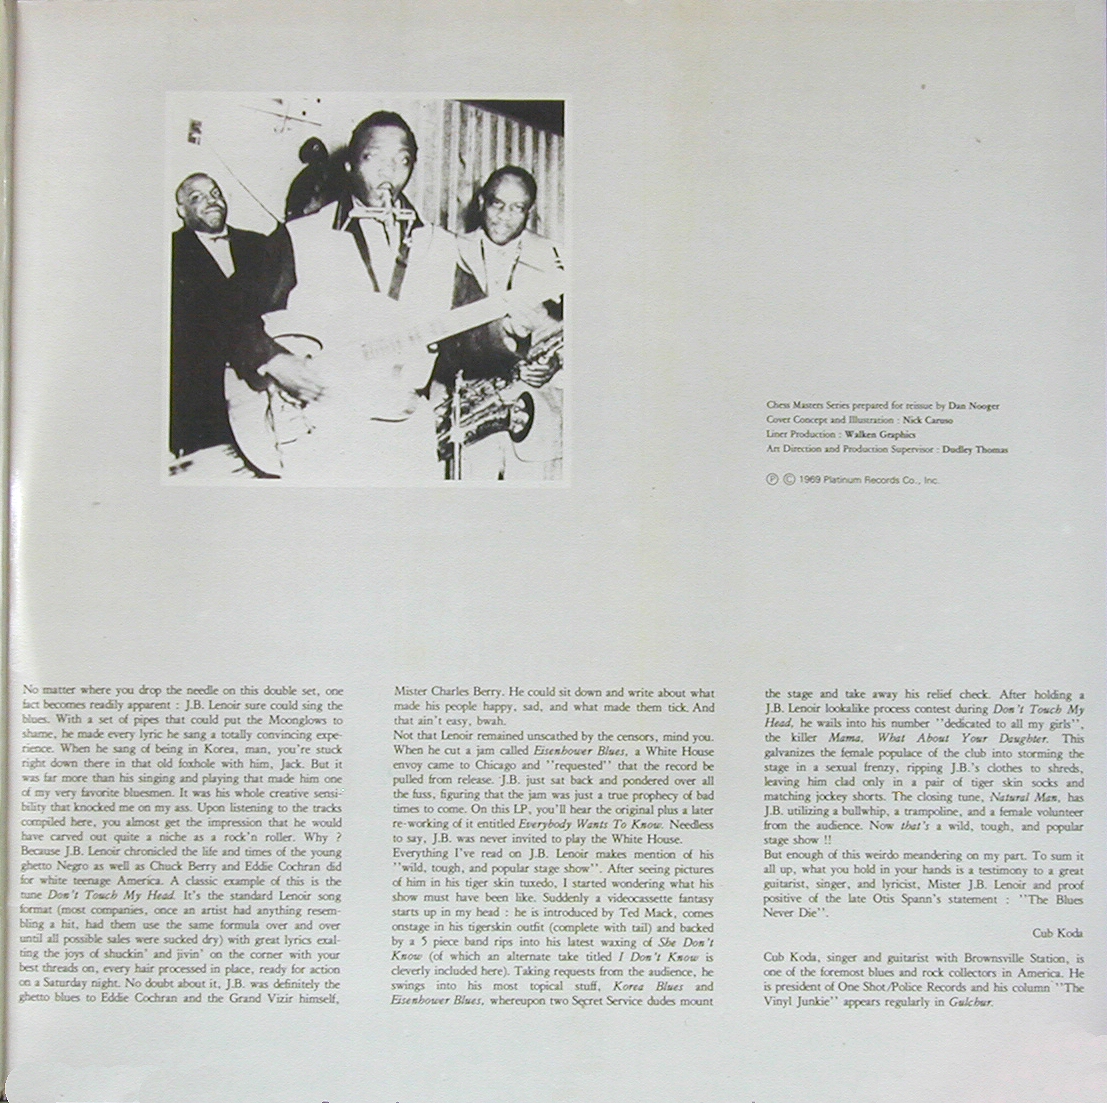 Chess Masters Series prepared for reissue by Dan Nooger
Cover Concept and Illustration : Nick Caruso
Liner Production : Walken Graphics
Art Direction and Production Supervisor : Dudley Thomas
Ⓟ © 1969 Platinum Records Co., Inc.
No matter where you drop the needle on this double set, one
fact becomes readily apparent : J.B. Lenoir sure could sing the
blues. With a set of pipes that could put the Moonglows to
shame, he made every lyric he sang a totally convincing expe-
rience. When he sang of being in Korea, man, you're stuck
right down there in that old foxhole with him, Jack. But it
was far more than his singing and playing that made him one
of my very favorite bluesmen. It was his whole creative sensi-
bility that knocked me on my ass. Upon listening to the tracks
compiled here, you almost get the impression that he would
have carved out quite a niche as a rock'n roller. Why ?
Because J.B. Lenoir chronicled the life and times of the young
ghetto Negro as well as Chuck Berry and Eddie Cochran did
for white teenage America. A classic example of this is the
tune Don't Touch My Head. It's the standard Lenoir song
format (most companies, once an artist had anything resem-
bling a hit, had them use the same formula over and over
until all possible sales were sucked dry) with great lyrics exal-
ting the joys of shuckin' and jivin' on the corner with your
best threads on, every hair processed in place, ready for action
on a Saturday night. No doubt about it, J.B. was definitely the
ghetto blues to Eddie Cochran and the Grand Vizir himself,
Mister Charles Berry. He could sit down and write about what
made his people happy, sad, and what made them tick. And
that ain't easy, bwah.
Not that Lenoir remained unscathed by the censors, mind you.
When he cut a jam called Eisenhower Blues, a White House
envoy came to Chicago and ''requested'' that the record be
pulled from release. J.B. just sat back and pondered over all
the fuss, figuring that the jam was just a true prophecy of bad
times to come. On this LP, you'll hear the original plus a later
re-working of it entitled Everybody Wants To Know. Needless
to say, J.B. was never invited to play the White House.
Everything I've read on J.B. Lenoir makes mention of his
''wild, tough, and popular stage show''. After seeing pictures
of him in his tiger skin tuxedo, I started wondering what his
show must have been like. Suddenly a videocassette fantasy
starts up in my head : he is introduced by Ted Mack, comes
onstage in his tigerskin outfit (complete with tail) and backed
by a 5 piece band rips into his latest waxing of She Don't
Know (of which an alternate take titled I Don't Know is
cleverly included here). Taking requests from the audience, he
swings into his most topical stuff, Korea Blues and
Eisenhower Blues, whereupon two Secret Service dudes mount
the stage and take away his relief check. After holding a
J.B. Lenoir lookalike process contest during Don't Touch My
Head, he wails into his number ''dedicated to all my girls'',
the killer Mama, What About Your Daughter. This
galvanizes the female populace of the club into storming the
stage in a sexual frenzy, ripping J.B.'s clothes to shreds,
leaving him clad only in a pair of tiger skin socks and
matching jockey shorts. The closing tune, Natural Man, has
J.B. utilizing a bullwhip, a trampoline, and a female volunteer
from the audience. Now that's a wild, tough, and popular
stage show !!
But enough of this weirdo meandering on my part. To sum it
all up, what you hold in your hands is a testimony to a great
guitarist, singer, and lyricist, Mister J.B. Lenoir and proof
positive of the late Otis Spann's statement : ''The Blues
Never Die''.
Cub Koda
Cub Koda, singer and guitarist with Brownsville Station, is
one of the foremost blues and rock collectors in America. He
is president of One Shot/Police Records and his column ''The
Vinyl Junkie'' appears regularly in Gulchur.